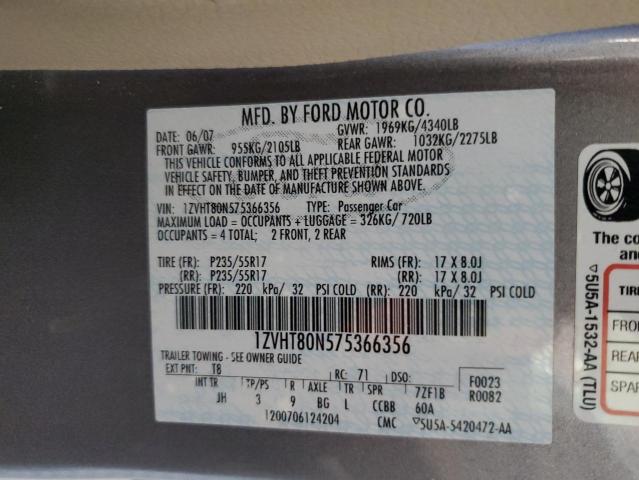 MFD. BY FORD MOTOR CO.
DATE: 06/07 GVWR: 1969KG/4340LB
FRONT GAWR: 955KG/2105LB REAR GAWR: 1032KG/2275LB
THIS VEHICLE CONFORMS TO ALL APPLICABLE FEDERAL MOTOR
VEHICLE SAFETY, BUMPER, AND THEFT PREVENTION STANDARDS
IN EFFECT ON THE DATE OF MANUFACTURE SHOWN ABOVE.
VIN: 1ZVHT80N575366356 TYPE: Passenger Car
MAXIMUM LOAD = OCCUPANTS + LUGGAGE = 326KG/720LB
OCCUPANTS = 4 TOTAL; 2 FRONT, 2 REAR
TIRE (FR): P235/55R17 RIMS (FR): 17 X 8.0J
(RR): P235/55R17 (RR): 17 X 8.0J
PRESSURE (FR): 220 kPa/ 32 PSI COLD (RR): 220 kPa/ 32 PSI COLD
1ZVHT80N575366356
TRAILER TOWING - SEE OWNER GUIDE
EXT PNT: T8 RC: 71 DSO: F0023
INT TR TP/PS R AXLE TR SPR 7ZF1B R0082
JH 3 9 BG L CCBB 60A
1200706124204 CMC ▽5U5A-5420472-AA
▽5U5A-1532-AA (TLU)
The co
an
TIR
FRO
REAR
SPAR